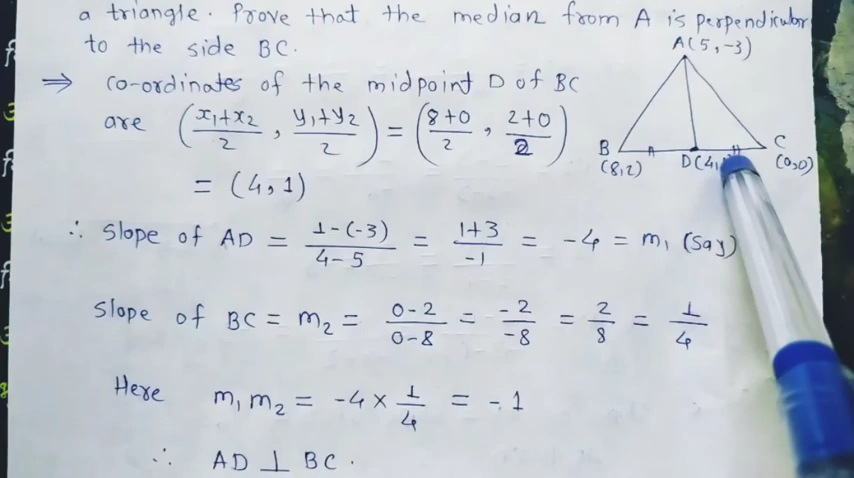 a triangle. Prove that the median from A is perpendicular
to the side BC.
A(5,-3)
⇒ Co-ordinates of the midpoint D of BC
are ((x₁+x₂)/2 , (y₁+y₂)/2) = ((8+0)/2 , (2+0)/2)
B
(8,2)
D(4,
C
(0,0)
= (4,1)
∴ Slope of AD = (1-(-3))/(4-5) = (1+3)/(-1) = -4 = m₁ (say)
Slope of BC = m₂ = (0-2)/(0-8) = (-2)/(-8) = 2/8 = 1/4
Here m₁m₂ = -4 × 1/4 = -1
∴ AD ⊥ BC.